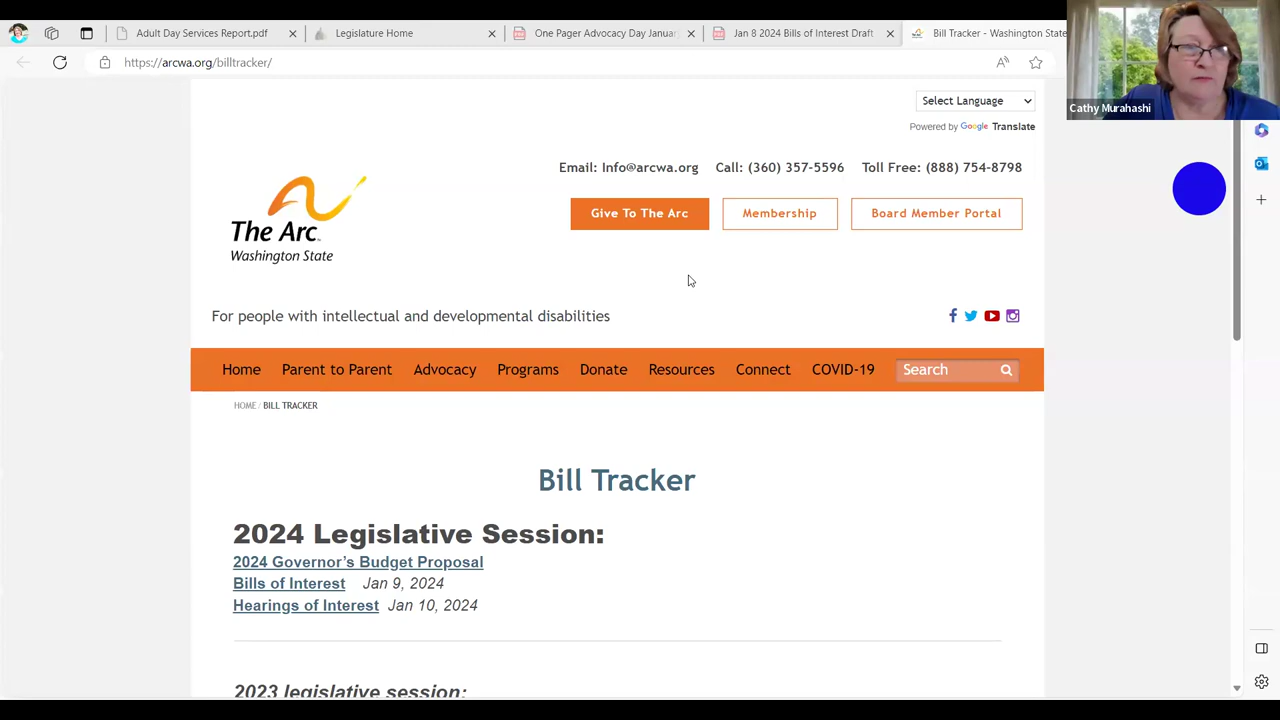 Adult Day Services Report.pdf
Legislature Home
One Pager Advocacy Day Janua
Jan 8 2024 Bills of Interest Draft
Bill Tracker - Washington State
https://arcwa.org/billtracker/
Cathy Murahashi
Select Language
Powered by Google Translate
Email: Info@arcwa.org Call: (360) 357-5596 Toll Free: (888) 754-8798
The Arc
Washington State
Give To The Arc
Membership
Board Member Portal
For people with intellectual and developmental disabilities
Home Parent to Parent Advocacy Programs Donate Resources Connect COVID-19 Search
HOME / BILL TRACKER
Bill Tracker
2024 Legislative Session:
2024 Governor's Budget Proposal
Bills of Interest Jan 9, 2024
Hearings of Interest Jan 10, 2024
2023 legislative session: